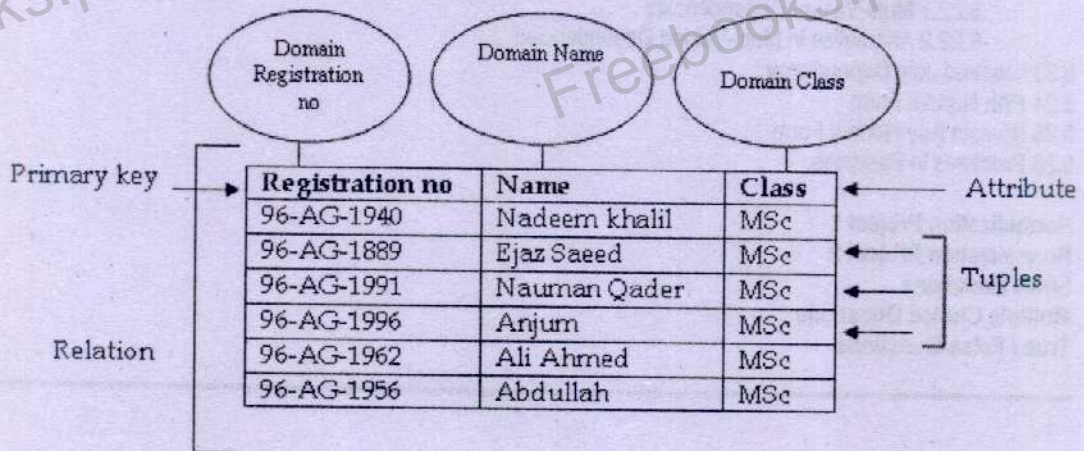 Freebooks
Domain
Registration
no
Domain Name
Domain Class
Primary key
Registration no Name Class
Attribute
96-AG-1940 Nadeem khalil MSc
96-AG-1889 Ejaz Saeed MSc
96-AG-1991 Nauman Qader MSc
96-AG-1996 Anjum MSc
96-AG-1962 Ali Ahmed MSc
96-AG-1956 Abdullah MSc
Tuples
Relation